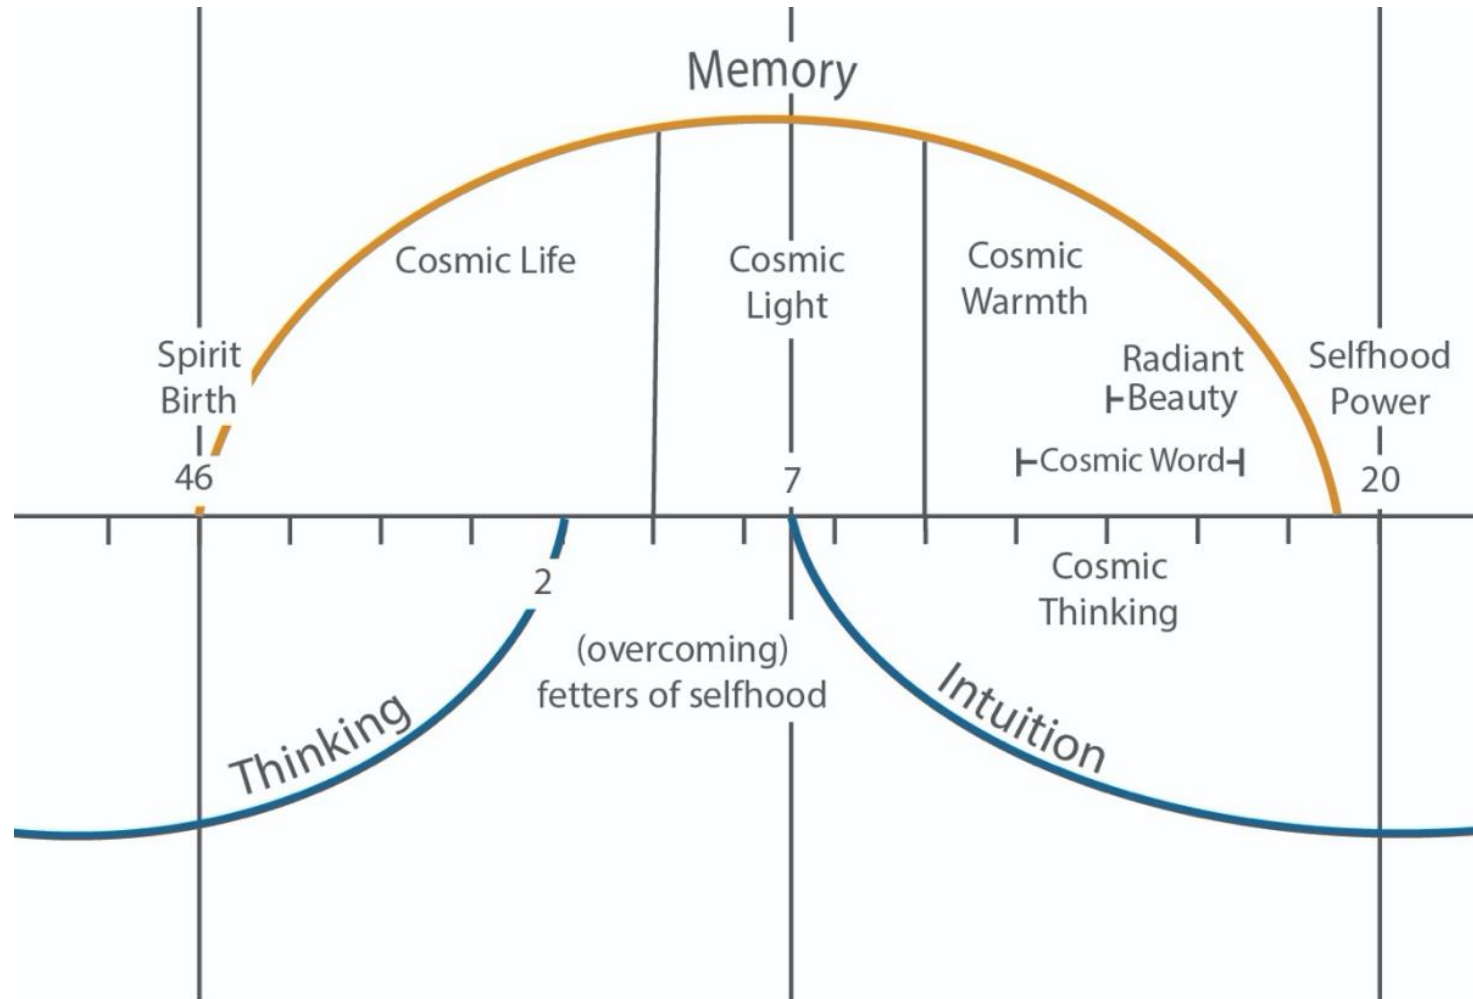 Memory
Cosmic Life
Cosmic
Light
Cosmic
Warmth
Spirit
Birth
Radiant
Beauty
Selfhood
Power
Cosmic Word
46
7
20
2
Cosmic
Thinking
(overcoming)
fetters of selfhood
Thinking
Intuition